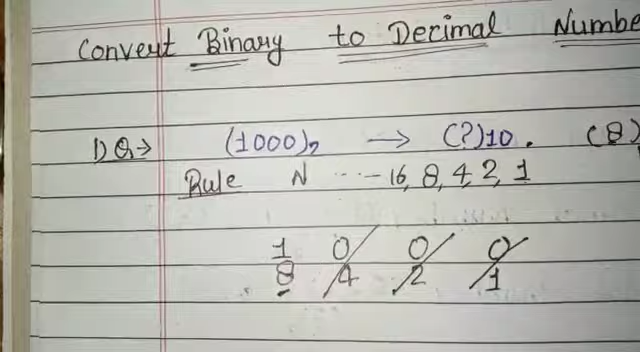 Convert Binary to Decimal Numbe
1) Q→ (1000)₂ → (?)10. (8)
Rule N ---- 16, 8, 4, 2, 1
1 0 0 0
8 4 2 1